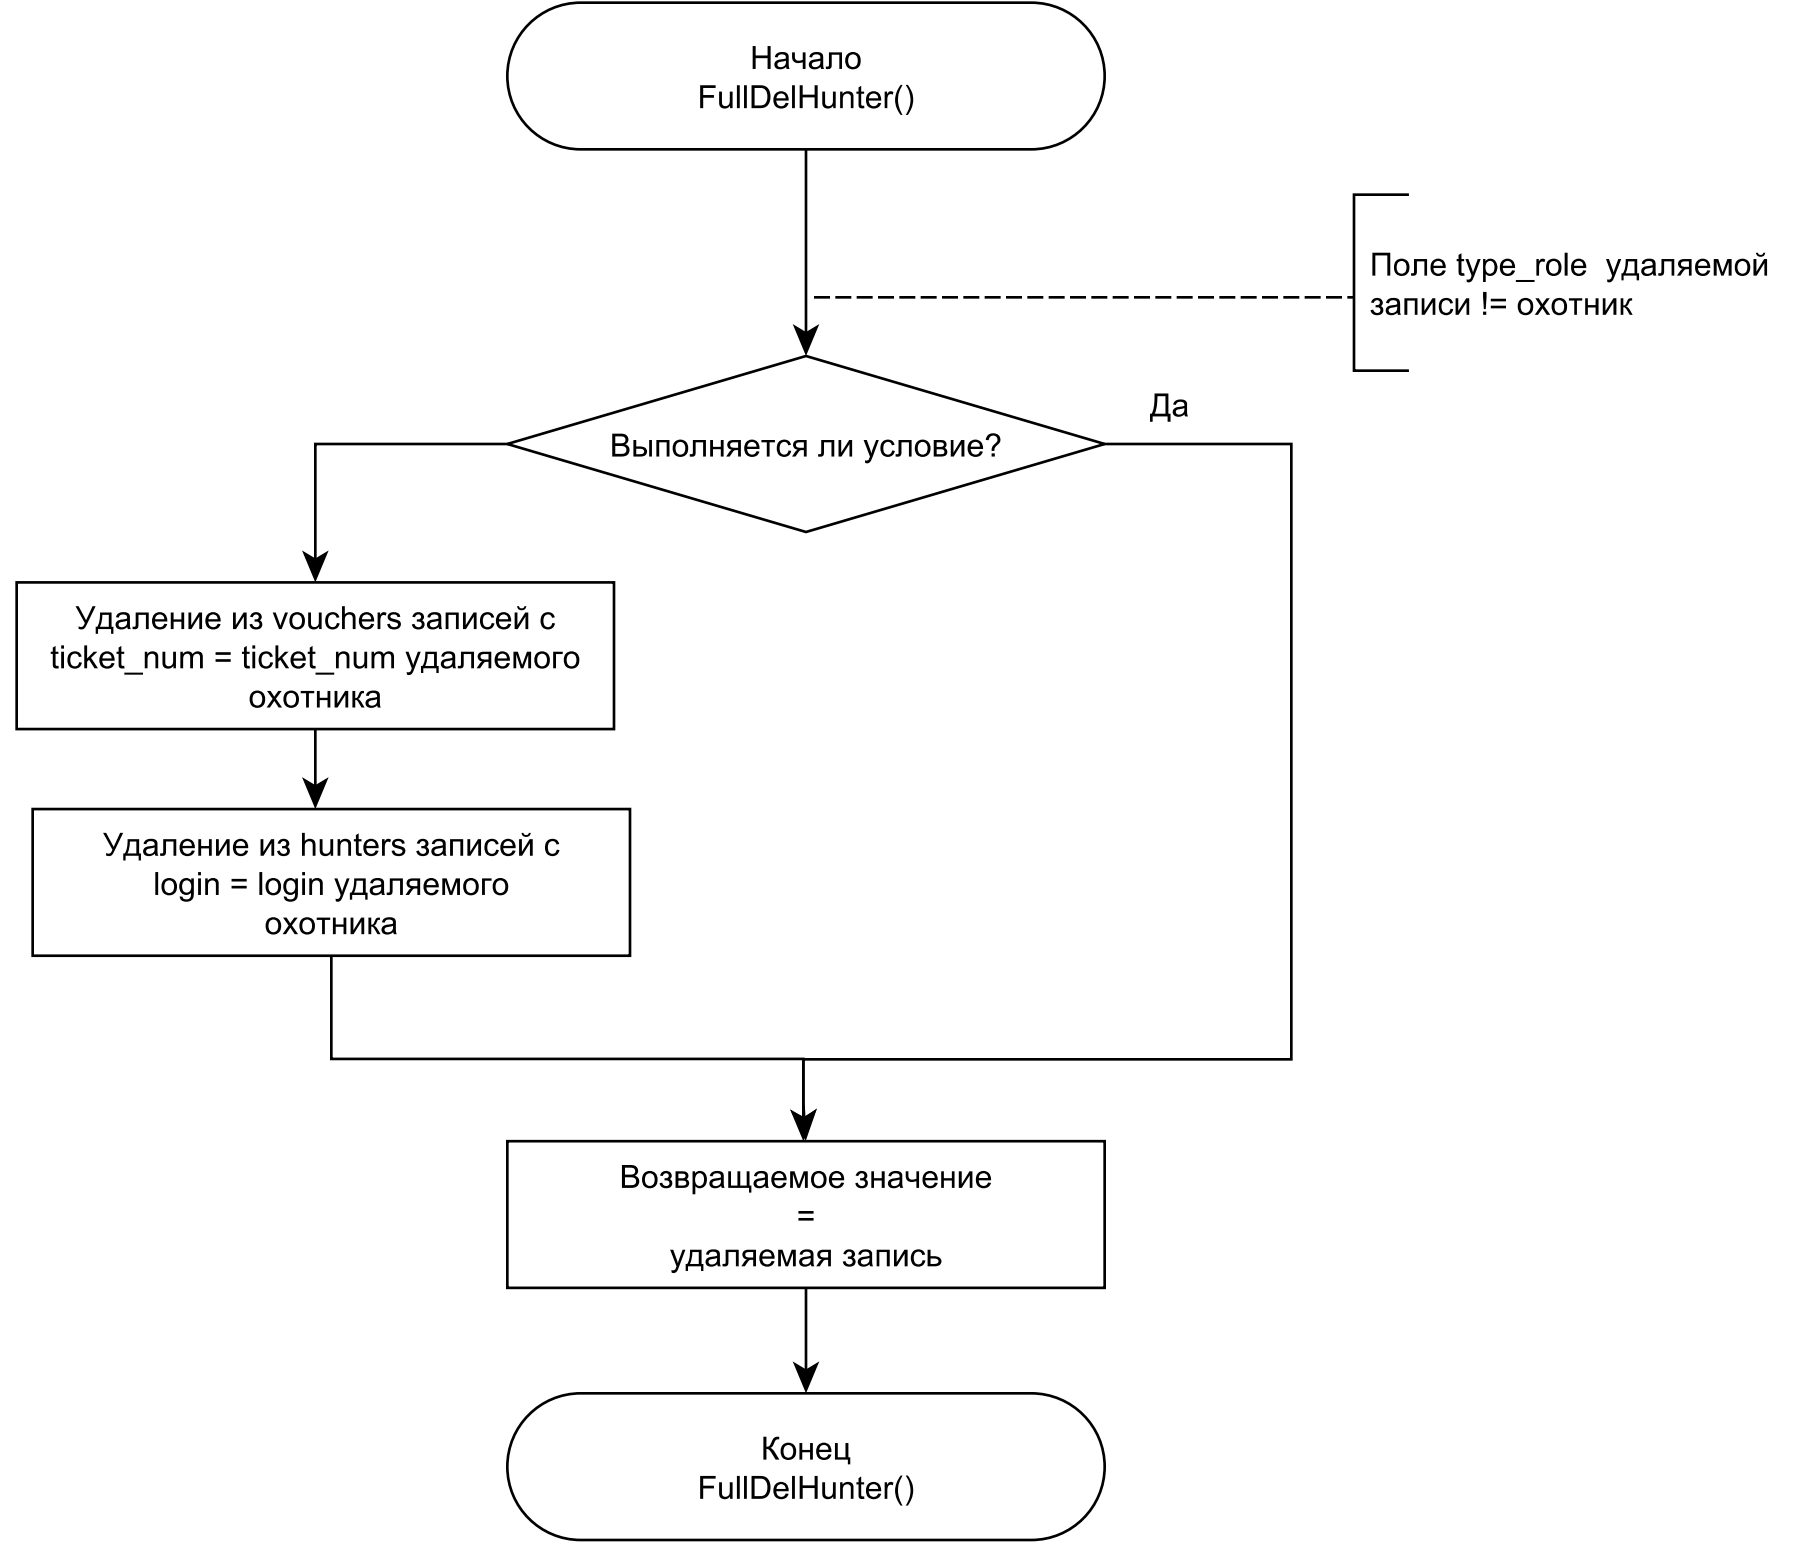 Начало
FullDelHunter()
Поле type_role  удаляемой
записи != охотник
Да
Выполняется ли условие?
Удаление из vouchers записей с
ticket_num = ticket_num удаляемого
охотника
Удаление из hunters записей с
login = login удаляемого
охотника
Возвращаемое значение
=
удаляемая запись
Конец
FullDelHunter()